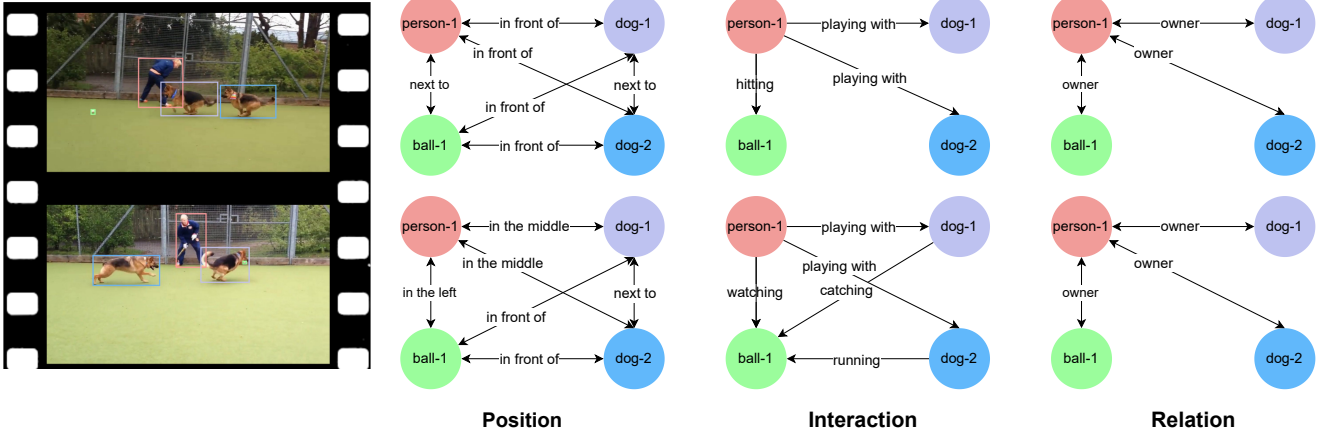 person-1
in front of
dog-1
in front of
next to
next to
in front of
ball-1
in front of
dog-2
person-1
playing with
dog-1
hitting
playing with
ball-1
dog-2
person-1
owner
dog-1
owner
owner
ball-1
dog-2
person-1
in the middle
dog-1
in the middle
in the left
next to
in front of
ball-1
in front of
dog-2
person-1
playing with
dog-1
playing with
watching
catching
ball-1
running
dog-2
person-1
owner
dog-1
owner
owner
ball-1
dog-2
Position
Interaction
Relation